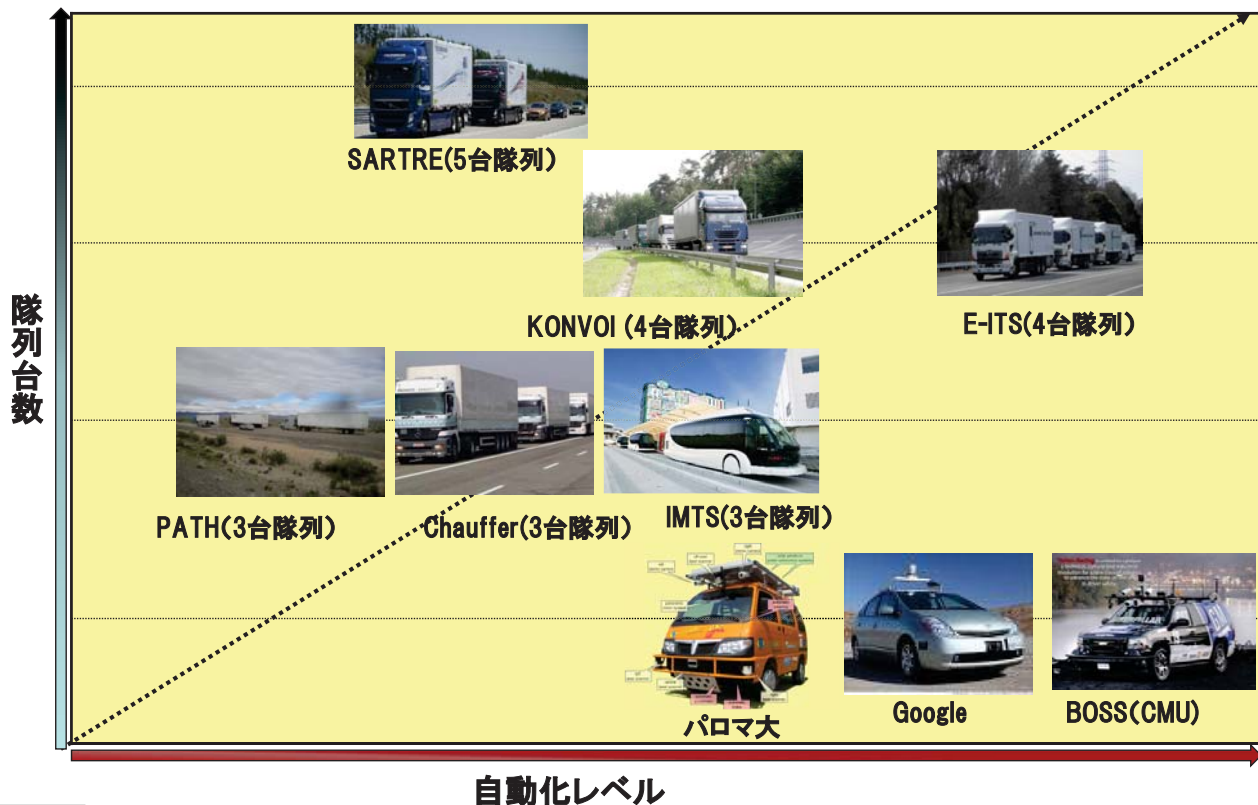 SARTRE(5台隊列)
KONVOI (4台隊列)
E-ITS(4台隊列)
隊列台数
PATH(3台隊列)
Chauffer(3台隊列)
IMTS(3台隊列)
パロマ大
Google
BOSS(CMU)
自動化レベル